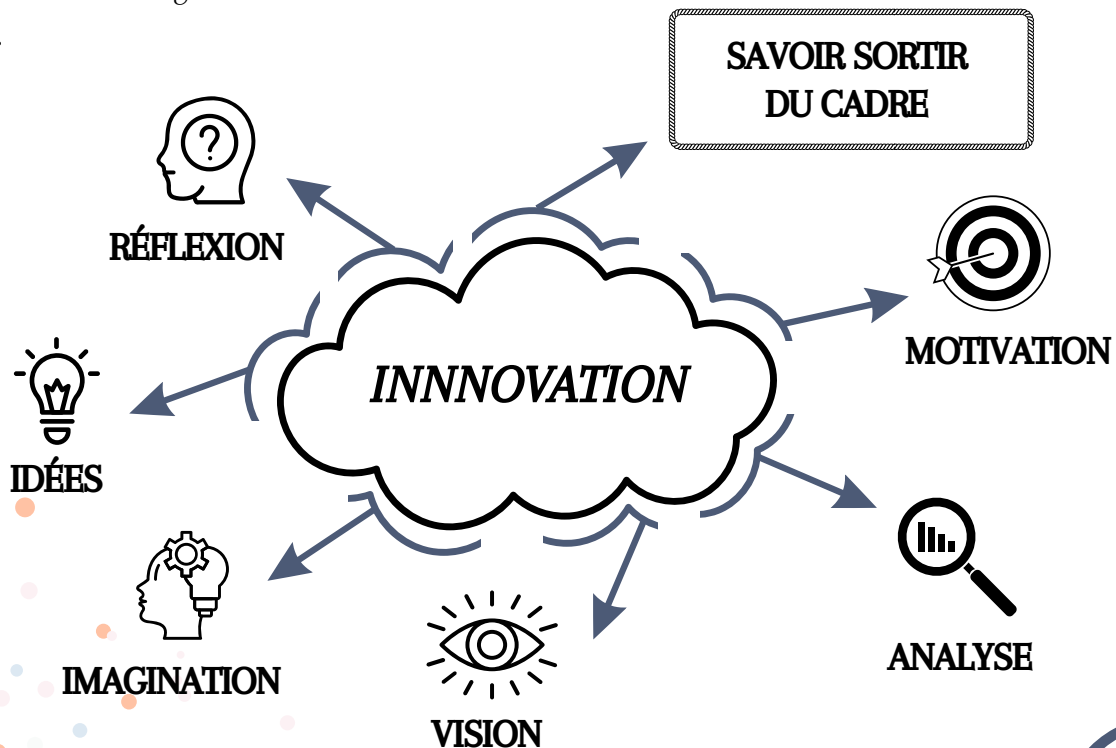 SAVOIR SORTIR
DU CADRE
?
RÉFLEXION
MOTIVATION
INNNOVATION
IDÉES
ANALYSE
IMAGINATION
VISION